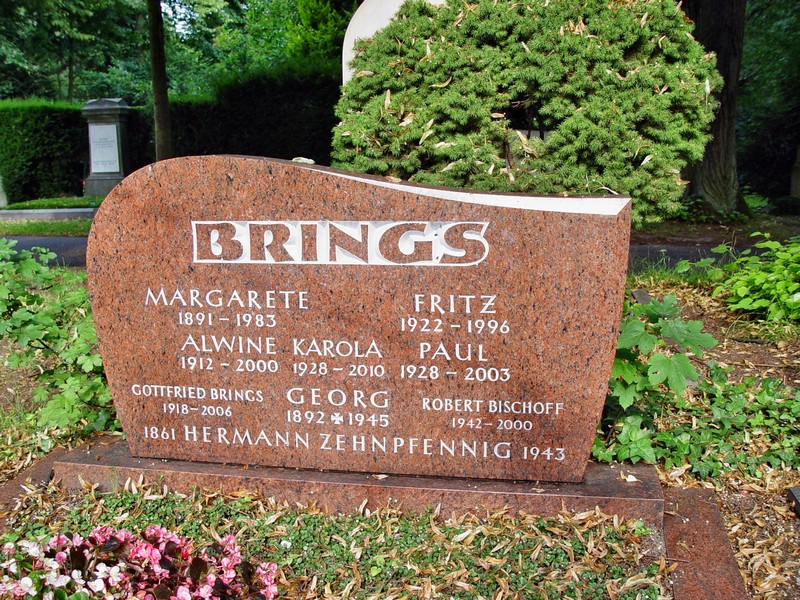 BRINGS
MARGARETE FRITZ
1891 – 1983 1922 – 1996
ALWINE KAROLA PAUL
1912 – 2000 1928 – 2010 1928 – 2003
GOTTFRIED BRINGS GEORG ROBERT BISCHOFF
1918-2006 1892 ✠ 1945 1942 - 2000
1861 HERMANN ZEHNPFENNIG 1943